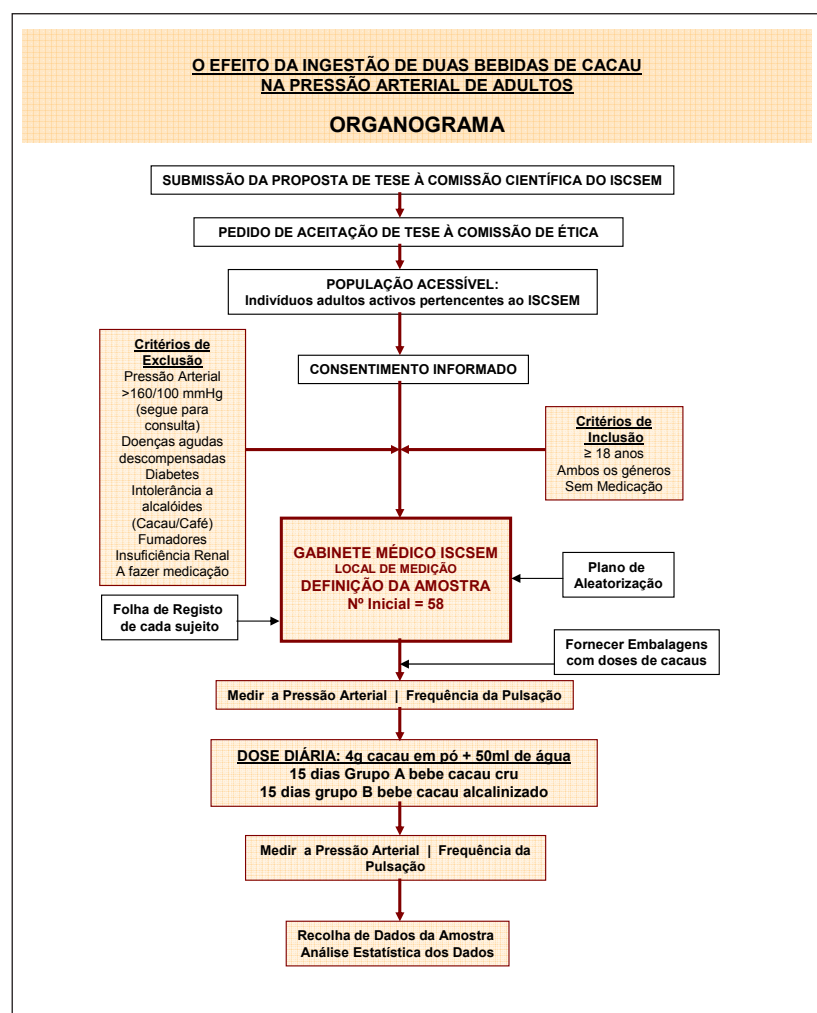 O EFEITO DA INGESTÃO DE DUAS BEBIDAS DE CACAU
NA PRESSÃO ARTERIAL DE ADULTOS
ORGANOGRAMA
SUBMISSÃO DA PROPOSTA DE TESE À COMISSÃO CIENTÍFICA DO ISCSEM
PEDIDO DE ACEITAÇÃO DE TESE À COMISSÃO DE ÉTICA
POPULAÇÃO ACESSÍVEL:
Indivíduos adultos activos pertencentes ao ISCSEM
CONSENTIMENTO INFORMADO
Critérios de
Exclusão
Pressão Arterial
>160/100 mmHg
(segue para
consulta)
Doenças agudas
descompensadas
Diabetes
Intolerância a
alcalóides
(Cacau/Café)
Fumadores
Insuficiência Renal
A fazer medicação
Critérios de
Inclusão
≥ 18 anos
Ambos os géneros
Sem Medicação
GABINETE MÉDICO ISCSEM
LOCAL DE MEDIÇÃO
DEFINIÇÃO DA AMOSTRA
Nº Inicial = 58
Plano de
Aleatorização
Folha de Registo
de cada sujeito
Fornecer Embalagens
com doses de cacaus
Medir a Pressão Arterial | Frequência da Pulsação
DOSE DIÁRIA: 4g cacau em pó + 50ml de água
15 dias Grupo A bebe cacau cru
15 dias grupo B bebe cacau alcalinizado
Medir a Pressão Arterial | Frequência da
Pulsação
Recolha de Dados da Amostra
Análise Estatística dos Dados